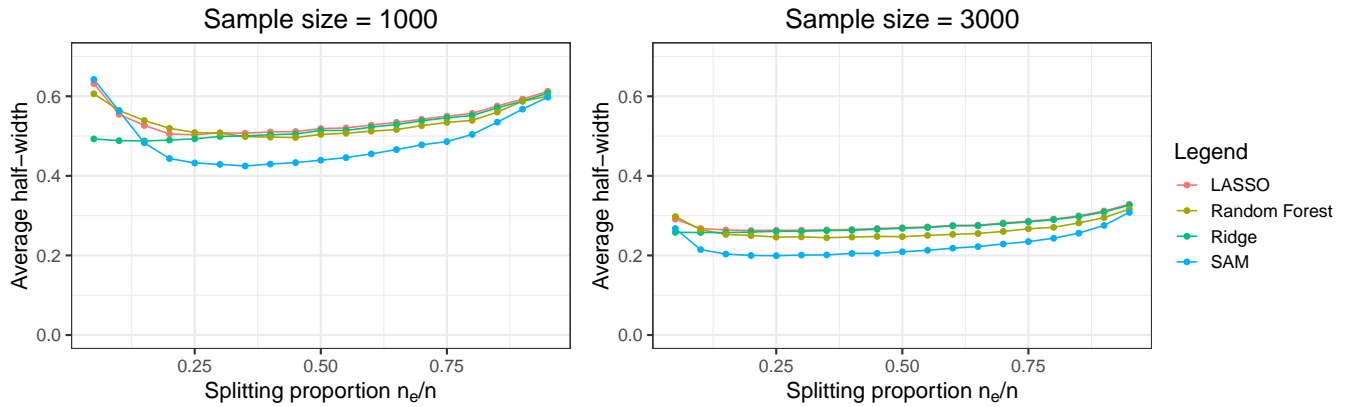 Sample size = 1000
Sample size = 3000
Average half−width
0.6
0.4
0.2
0.0
0.25
0.50
0.75
Splitting proportion nₑ/n
Average half−width
0.6
0.4
0.2
0.0
0.25
0.50
0.75
Splitting proportion nₑ/n
Legend
LASSO
Random Forest
Ridge
SAM